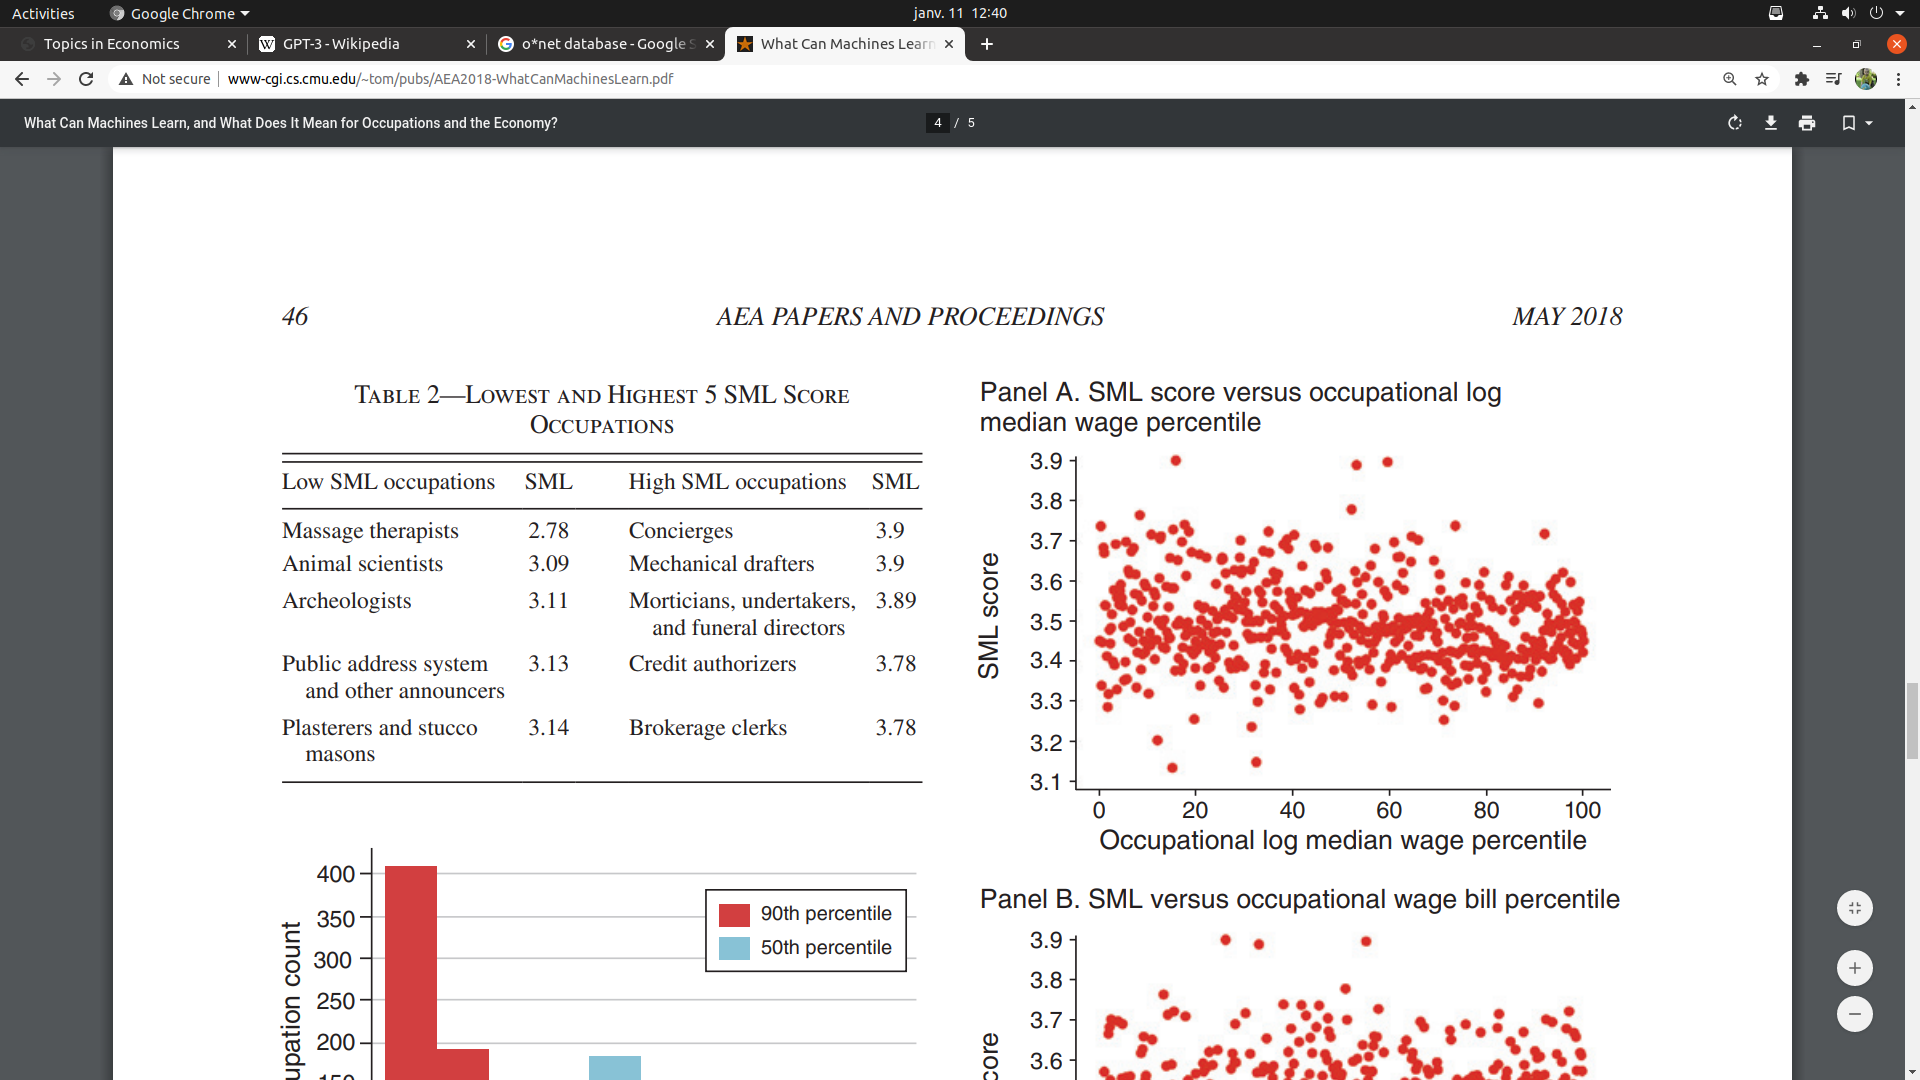 Activities
Google Chrome
janv. 11 12:40
Topics in Economics
GPT-3 - Wikipedia
o*net database - Google S
What Can Machines Learn
Not secure
www-cgi.cs.cmu.edu/~tom/pubs/AEA2018-WhatCanMachinesLearn.pdf
What Can Machines Learn, and What Does It Mean for Occupations and the Economy?
4 / 5
46
AEA PAPERS AND PROCEEDINGS
MAY 2018
Table 2—Lowest and Highest 5 SML Score
Occupations
Low SML occupations SML High SML occupations SML
Massage therapists 2.78 Concierges 3.9
Animal scientists 3.09 Mechanical drafters 3.9
Archeologists 3.11 Morticians, undertakers, 3.89
and funeral directors
Public address system 3.13 Credit authorizers 3.78
and other announcers
Plasterers and stucco 3.14 Brokerage clerks 3.78
masons
400
350
300
250
200
150
upation count
90th percentile
50th percentile
Panel A. SML score versus occupational log
median wage percentile
3.9
3.8
3.7
3.6
3.5
3.4
3.3
3.2
3.1
SML score
0 20 40 60 80 100
Occupational log median wage percentile
Panel B. SML versus occupational wage bill percentile
3.9
3.8
3.7
3.6
core